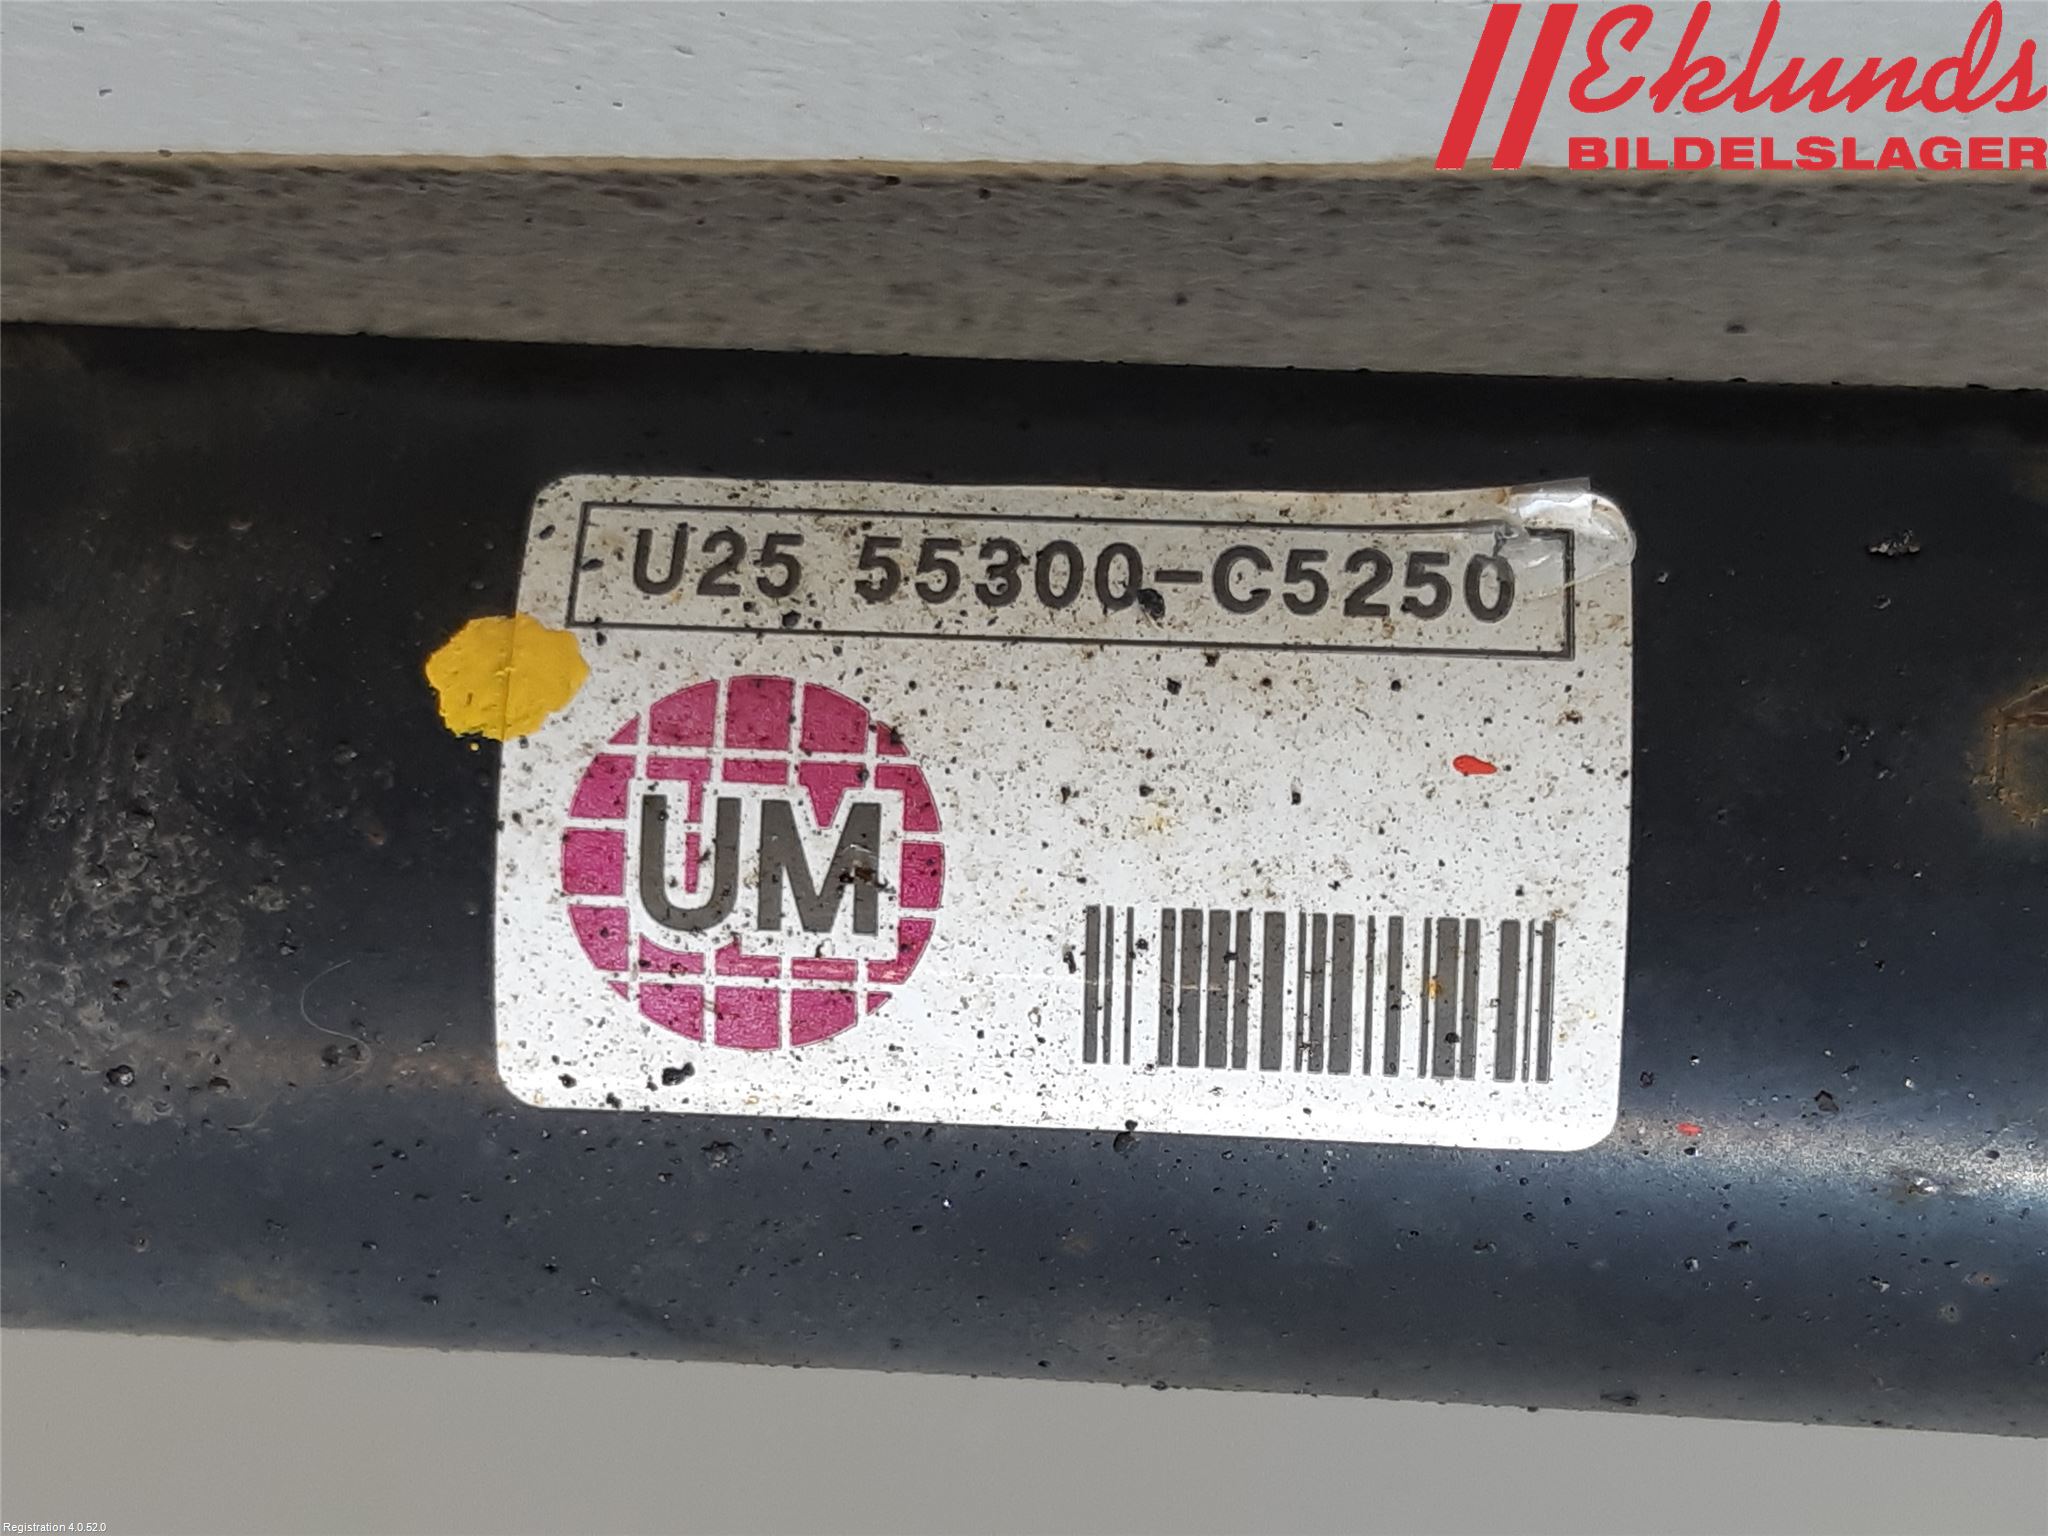 Eklunds
BILDELSLAGER
U25 55300-C5250
UM
Registration 4.0.52.0